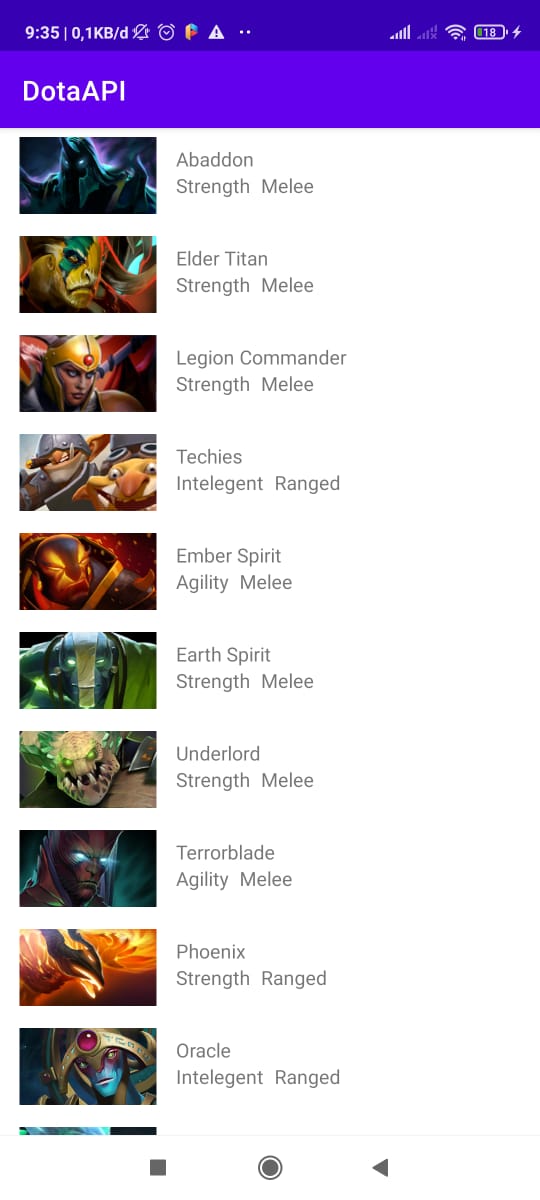 9:35 | 0,1KB/d
18
DotaAPI
Abaddon
Strength Melee
Elder Titan
Strength Melee
Legion Commander
Strength Melee
Techies
Intelegent Ranged
Ember Spirit
Agility Melee
Earth Spirit
Strength Melee
Underlord
Strength Melee
Terrorblade
Agility Melee
Phoenix
Strength Ranged
Oracle
Intelegent Ranged